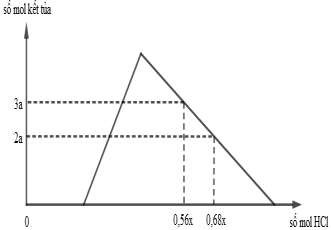 số mol kết tủa
3a
2a
0 0,56x 0,68x số mol HCl